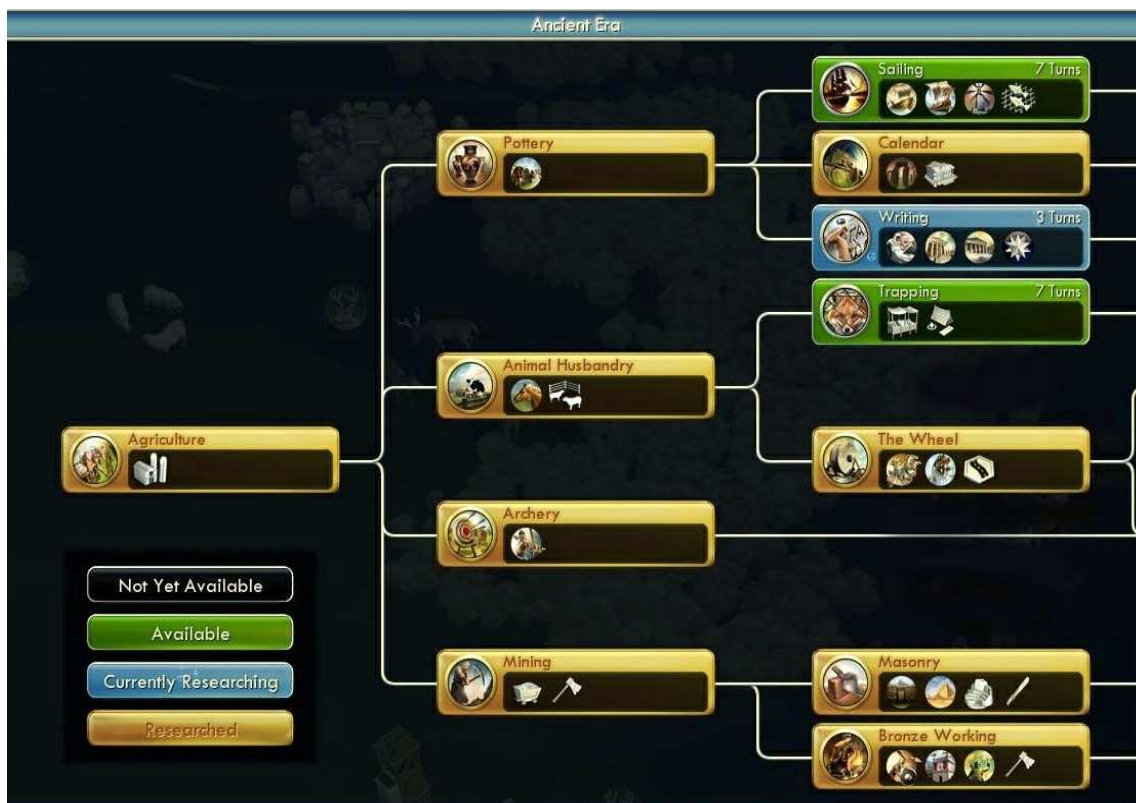 Ancient Era
Sailing 7 Turns
Pottery
Calendar
Writing 3 Turns
Trapping 7 Turns
Animal Husbandry
Agriculture
The Wheel
Archery
Not Yet Available
Available
Currently Researching
Researched
Mining
Masonry
Bronze Working